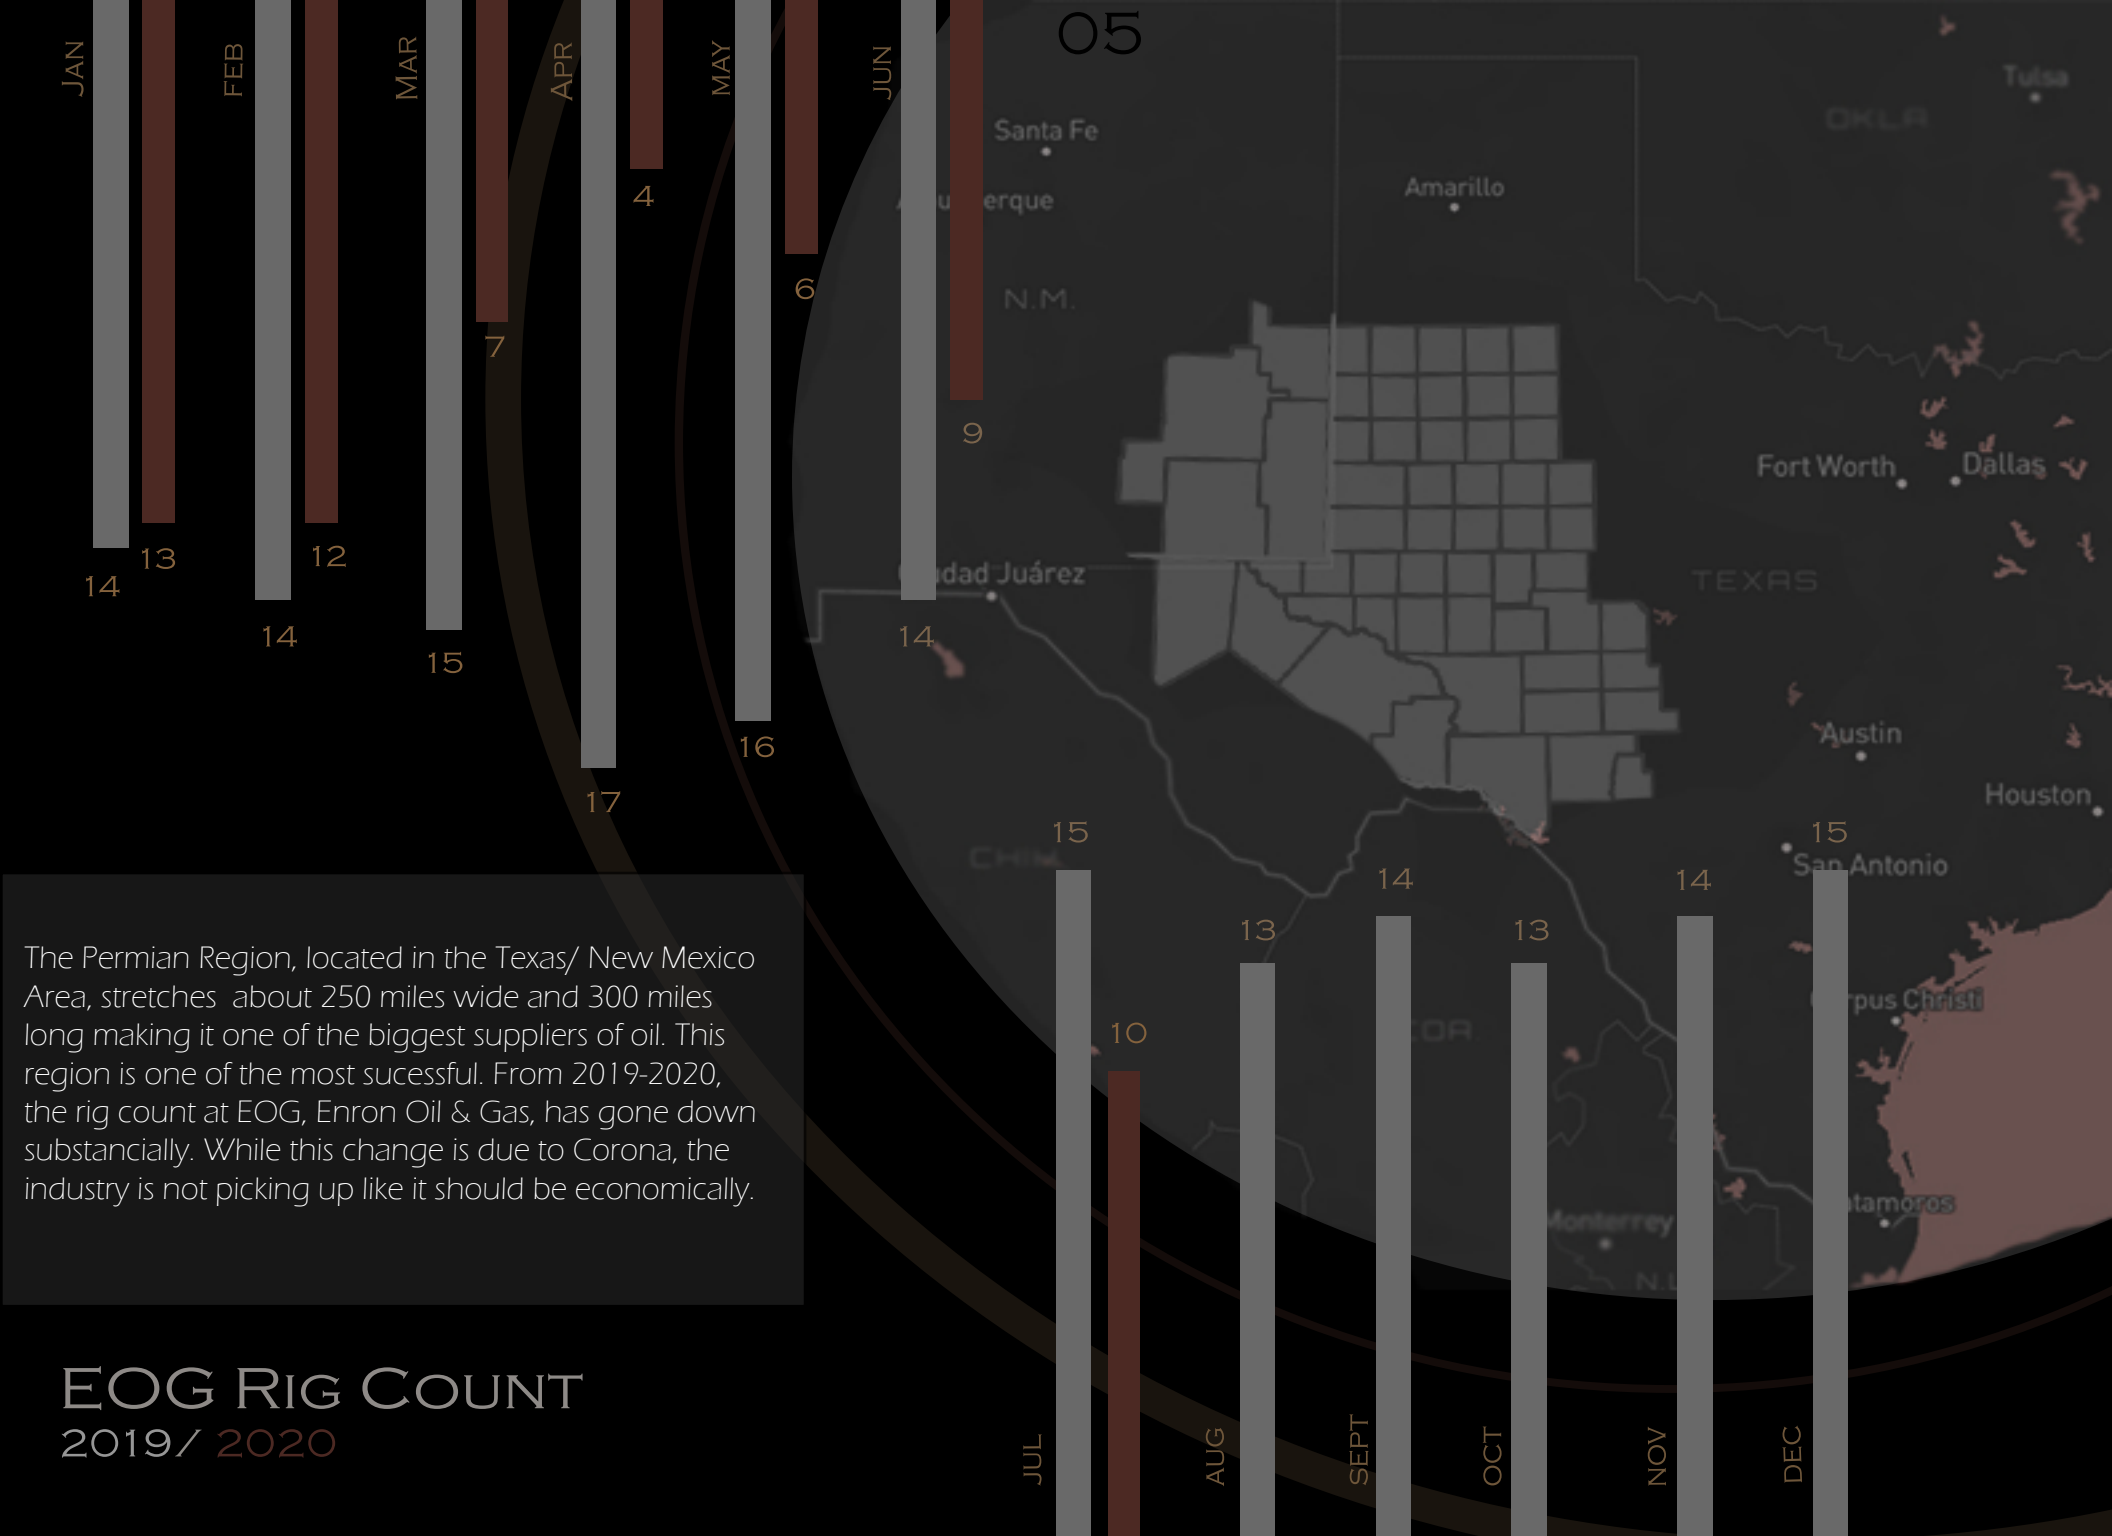 05
JAN
FEB
MAR
APR
MAY
JUN
4
6
7
9
13
14
12
14
15
17
16
14
Santa Fe
Amarillo
Tulsa
OKLA
N.M.
Fort Worth
Dallas
TEXAS
Juárez
Austin
Houston
San Antonio
Christi
Monterrey
15
10
13
14
13
14
15
JUL
AUG
SEPT
OCT
NOV
DEC
The Permian Region, located in the Texas/ New Mexico
Area, stretches about 250 miles wide and 300 miles
long making it one of the biggest suppliers of oil. This
region is one of the most sucessful. From 2019-2020,
the rig count at EOG, Enron Oil & Gas, has gone down
substancially. While this change is due to Corona, the
industry is not picking up like it should be economically.
EOG RIG COUNT
2019/ 2020